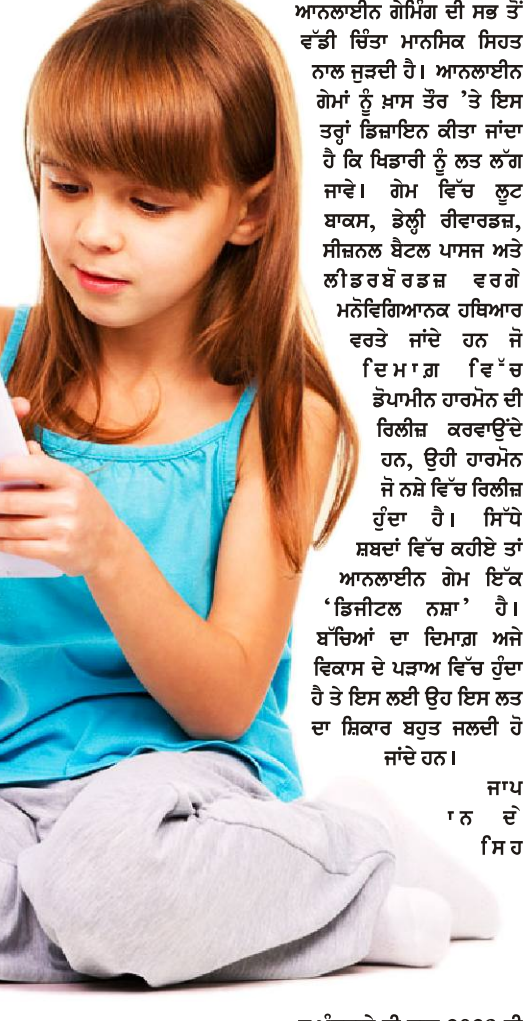 ਆਨਲਾਈਨ ਗੇਮਿੰਗ ਦੀ ਸਭ ਤੋਂ
ਵੱਡੀ ਚਿੰਤਾ ਮਾਨਸਿਕ ਸਿਹਤ
ਨਾਲ ਜੁੜਦੀ ਹੈ। ਆਨਲਾਈਨ
ਗੇਮਾਂ ਨੂੰ ਖ਼ਾਸ ਤੌਰ ’ਤੇ ਇਸ
ਤਰ੍ਹਾਂ ਡਿਜ਼ਾਇਨ ਕੀਤਾ ਜਾਂਦਾ
ਹੈ ਕਿ ਖਿਡਾਰੀ ਨੂੰ ਲਤ ਲੱਗ
ਜਾਵੇ। ਗੇਮ ਵਿੱਚ ਲੂਟ
ਬਾਕਸ, ਡੇਲ੍ਹੀ ਰੀਵਾਰਡਜ਼,
ਸੀਜ਼ਨਲ ਬੈਟਲ ਪਾਸਜ ਅਤੇ
ਲੀਡਰਬੋਰਡਜ਼ ਵਰਗੇ
ਮਨੋਵਿਗਿਆਨਕ ਹਥਿਆਰ
ਵਰਤੇ ਜਾਂਦੇ ਹਨ ਜੋ
ਦਿਮਾਗ਼ ਵਿੱਚ
ਡੋਪਾਮੀਨ ਹਾਰਮੋਨ ਦੀ
ਰਿਲੀਜ਼ ਕਰਵਾਉਂਦੇ
ਹਨ, ਉਹੀ ਹਾਰਮੋਨ
ਜੋ ਨਸ਼ੇ ਵਿੱਚ ਰਿਲੀਜ਼
ਹੁੰਦਾ ਹੈ। ਸਿੱਧੇ
ਸ਼ਬਦਾਂ ਵਿੱਚ ਕਹੀਏ ਤਾਂ
ਆਨਲਾਈਨ ਗੇਮ ਇੱਕ
‘ਡਿਜੀਟਲ ਨਸ਼ਾ’ ਹੈ।
ਬੱਚਿਆਂ ਦਾ ਦਿਮਾਗ਼ ਅਜੇ
ਵਿਕਾਸ ਦੇ ਪੜਾਅ ਵਿੱਚ ਹੁੰਦਾ
ਹੈ ਤੇ ਇਸ ਲਈ ਉਹ ਇਸ ਲਤ
ਦਾ ਸ਼ਿਕਾਰ ਬਹੁਤ ਜਲਦੀ ਹੋ
ਜਾਂਦੇ ਹਨ।
ਜਾਪ
ਾਨ ਦੇ
ਸਿਹ